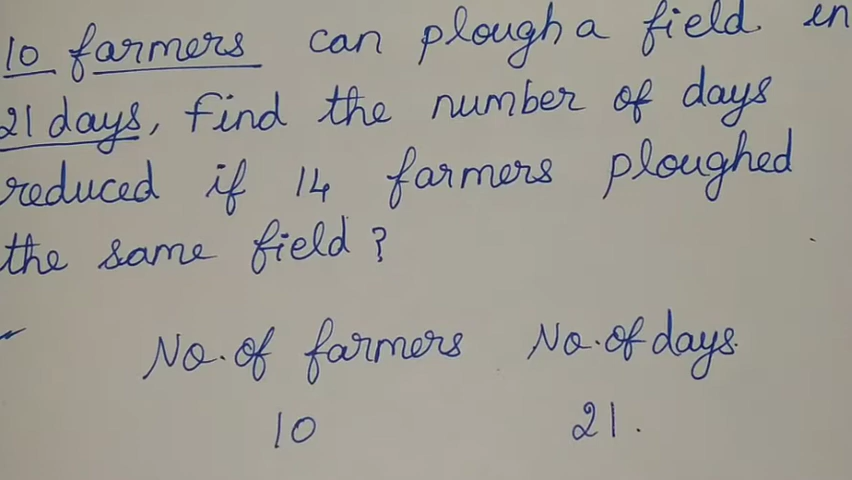 10 farmers can plough a field in
21 days, Find the number of days
reduced if 14 farmers ploughed
the same field?
No. of farmers No. of days.
10 21.